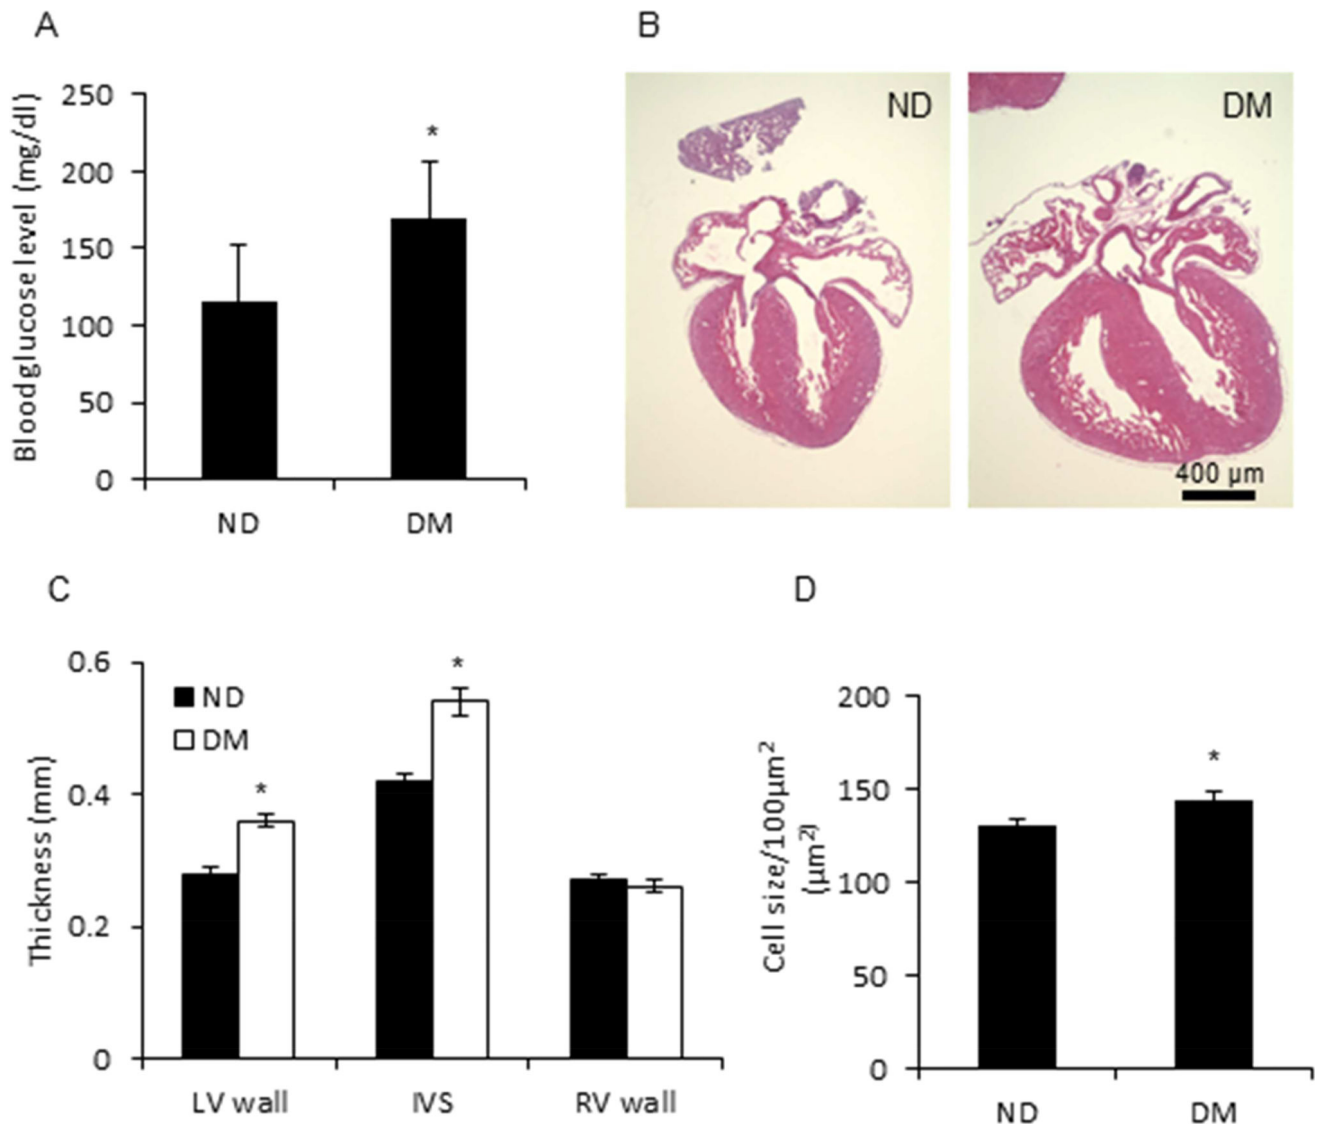 A
Bloodglucose level (mg/dl)
250
200
150
100
50
0
*
ND
DM
B
ND
DM
400 µm
C
Thickness (mm)
0.6
0.4
0.2
0
ND
DM
*
*
LV wall
IVS
RV wall
D
Cell size/100µm²
(µm²)
200
150
100
50
0
*
ND
DM